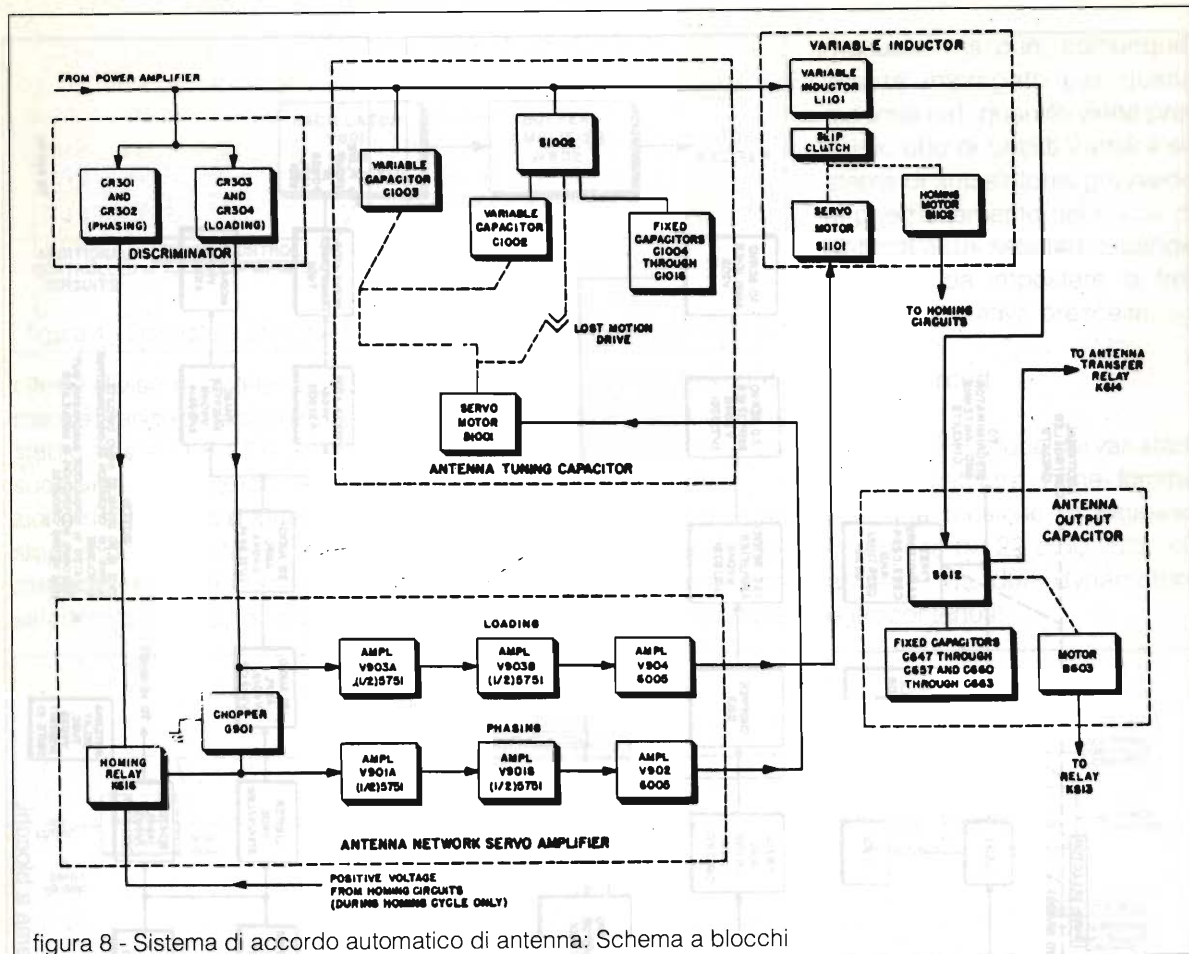 FROM POWER AMPLIFIER
CR301
AND
CR302
(PHASING)
CR303
AND
CR304
(LOADING)
DISCRIMINATOR
VARIABLE
CAPACITOR
C1003
S1002
VARIABLE
CAPACITOR
C1002
FIXED
CAPACITORS
C1004
THROUGH
C1016
LOST MOTION
DRIVE
SERVO
MOTOR
B1001
ANTENNA TUNING CAPACITOR
VARIABLE INDUCTOR
VARIABLE
INDUCTOR
L1101
SLIP
CLUTCH
SERVO
MOTOR
B1101
HOMING
MOTOR
B1102
TO HOMING
CIRCUITS
TO ANTENNA
TRANSFER
RELAY
K614
ANTENNA
OUTPUT
CAPACITOR
S612
FIXED CAPACITORS
C647 THROUGH
C657 AND C660
THROUGH C663
MOTOR
B603
TO
RELAY
K613
LOADING
AMPL
V903A
(1/2)5751
AMPL
V903B
(1/2)5751
AMPL
V904
6005
CHOPPER
G901
PHASING
HOMING
RELAY
K616
AMPL
V901A
(1/2)5751
AMPL
V901B
(1/2)5751
AMPL
V902
6005
ANTENNA NETWORK SERVO AMPLIFIER
POSITIVE VOLTAGE
FROM HOMING CIRCUITS
(DURING HOMING CYCLE ONLY)
figura 8 - Sistema di accordo automatico di antenna: Schema a blocchi